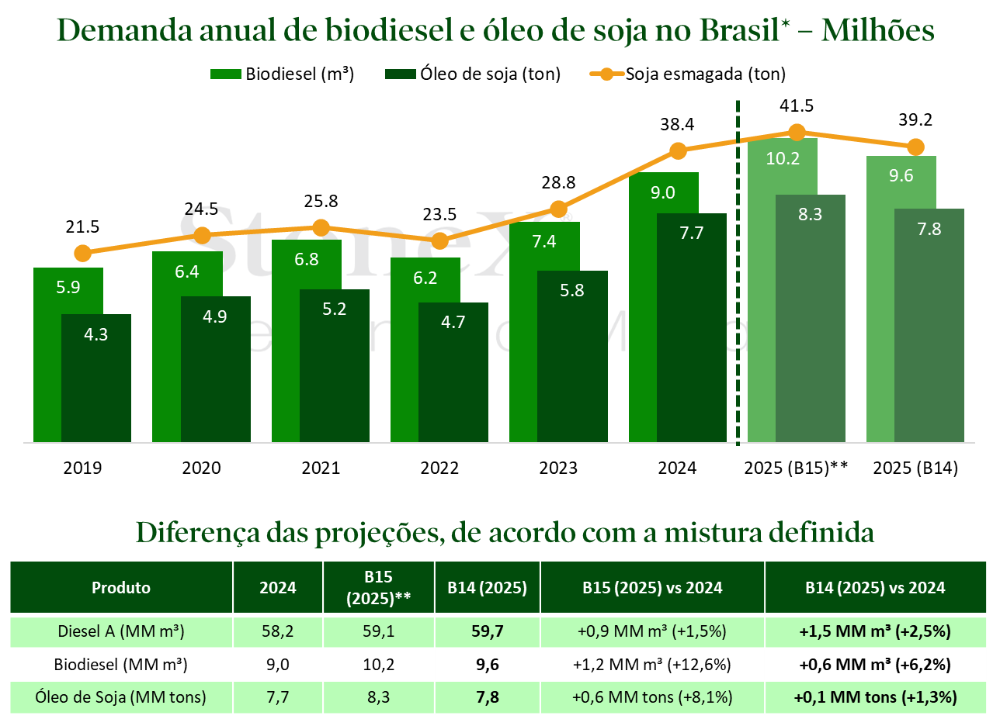 Demanda anual de biodiesel e óleo de soja no Brasil* – Milhões
Biodiesel (m³) Óleo de soja (ton) Soja esmagada (ton)
21.5 24.5 25.8 23.5 28.8 38.4 41.5 39.2
5.9 6.4 6.8 6.2 7.4 9.0 10.2 9.6
4.3 4.9 5.2 4.7 5.8 7.7 8.3 7.8
StoneX®
2019 2020 2021 2022 2023 2024 2025 (B15)** 2025 (B14)
Diferença das projeções, de acordo com a mistura definida
Produto 2024 B15 (2025)** B14 (2025) B15 (2025) vs 2024 B14 (2025) vs 2024
Diesel A (MM m³) 58,2 59,1 59,7 +0,9 MM m³ (+1,5%) +1,5 MM m³ (+2,5%)
Biodiesel (MM m³) 9,0 10,2 9,6 +1,2 MM m³ (+12,6%) +0,6 MM m³ (+6,2%)
Óleo de Soja (MM tons) 7,7 8,3 7,8 +0,6 MM tons (+8,1%) +0,1 MM tons (+1,3%)